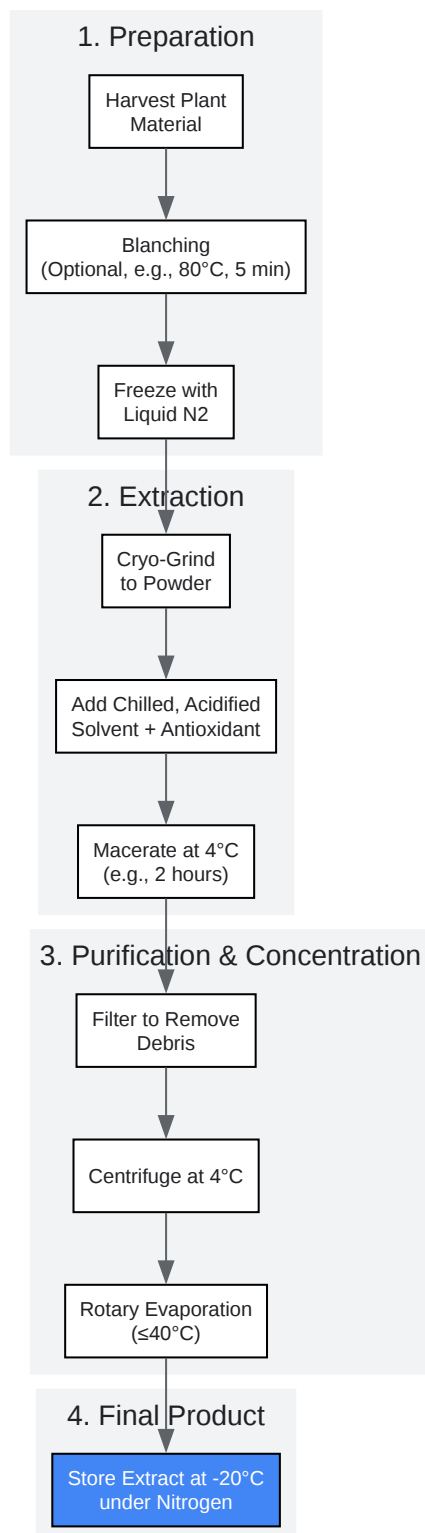 1. Preparation
Harvest Plant
Material
Blanching
(Optional, e.g., 80°C, 5 min)
Freeze with
Liquid N2
2. Extraction
Cryo-Grind
to Powder
Add Chilled, Acidified
Solvent + Antioxidant
Macerate at 4°C
(e.g., 2 hours)
3. Purification & Concentration
Filter to Remove
Debris
Centrifuge at 4°C
Rotary Evaporation
(≤40°C)
4. Final Product
Store Extract at -20°C
under Nitrogen